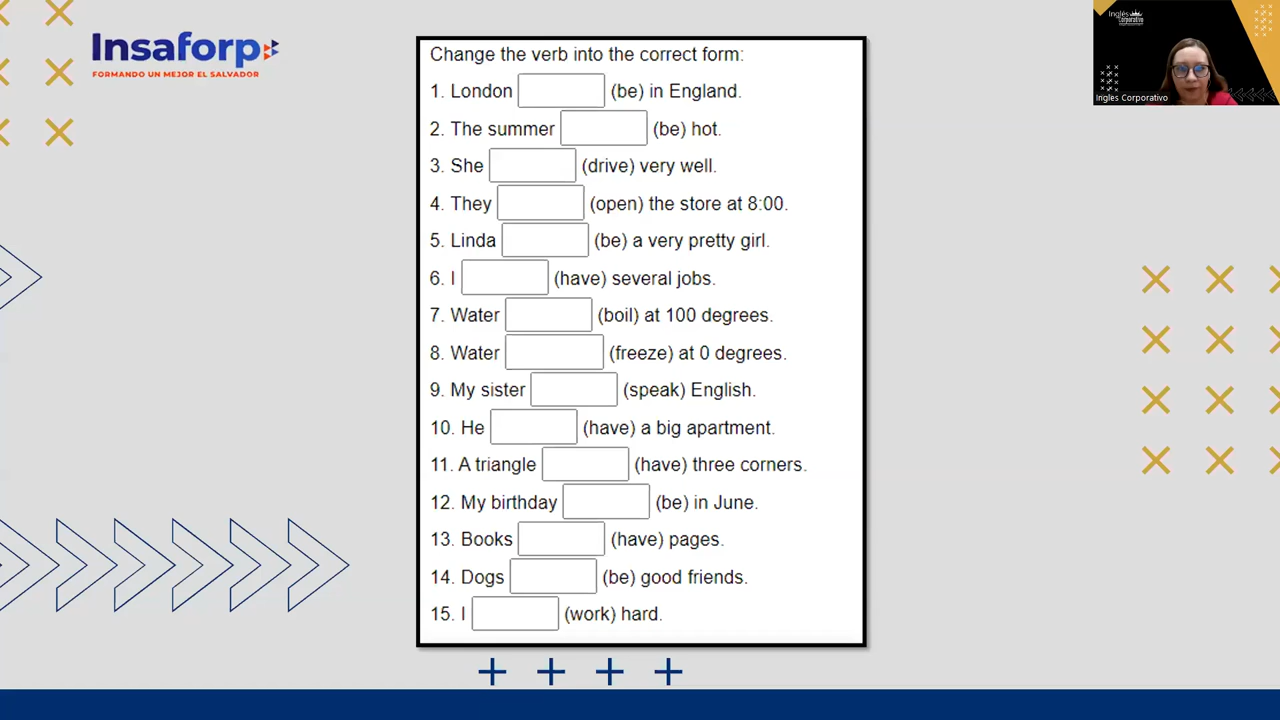 Insaforp
FORMANDO UN MEJOR EL SALVADOR
Change the verb into the correct form:
1. London (be) in England.
2. The summer (be) hot.
3. She (drive) very well.
4. They (open) the store at 8:00.
5. Linda (be) a very pretty girl.
6. I (have) several jobs.
7. Water (boil) at 100 degrees.
8. Water (freeze) at 0 degrees.
9. My sister (speak) English.
10. He (have) a big apartment.
11. A triangle (have) three corners.
12. My birthday (be) in June.
13. Books (have) pages.
14. Dogs (be) good friends.
15. I (work) hard.
Inglés
Corporativo
Ingles Corporativo